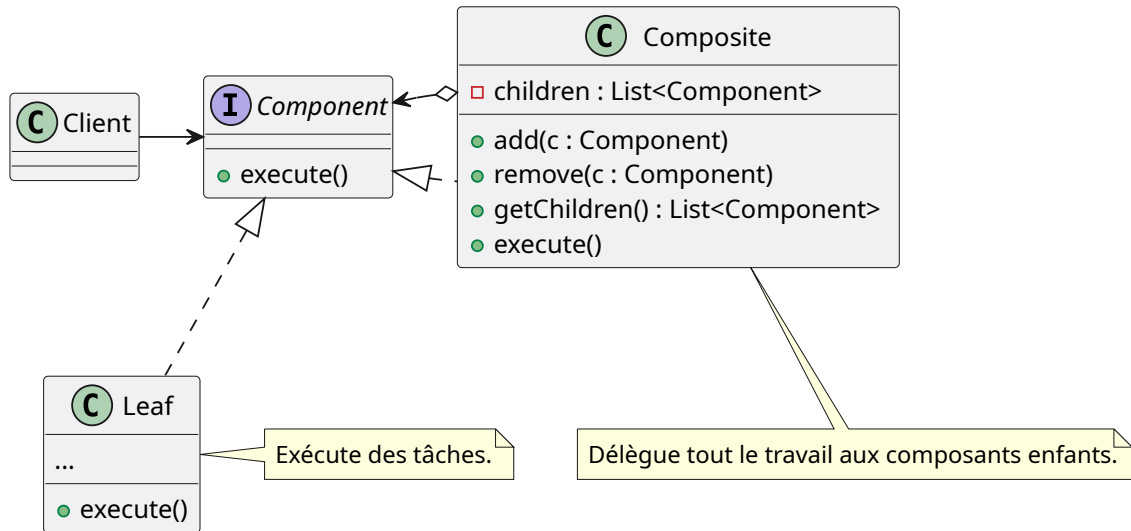 C Client
I Component
+ execute()
C Composite
children : List<Component>
add(c : Component)
remove(c : Component)
getChildren() : List<Component>
execute()
C Leaf
...
execute()
Exécute des tâches.
Délègue tout le travail aux composants enfants.